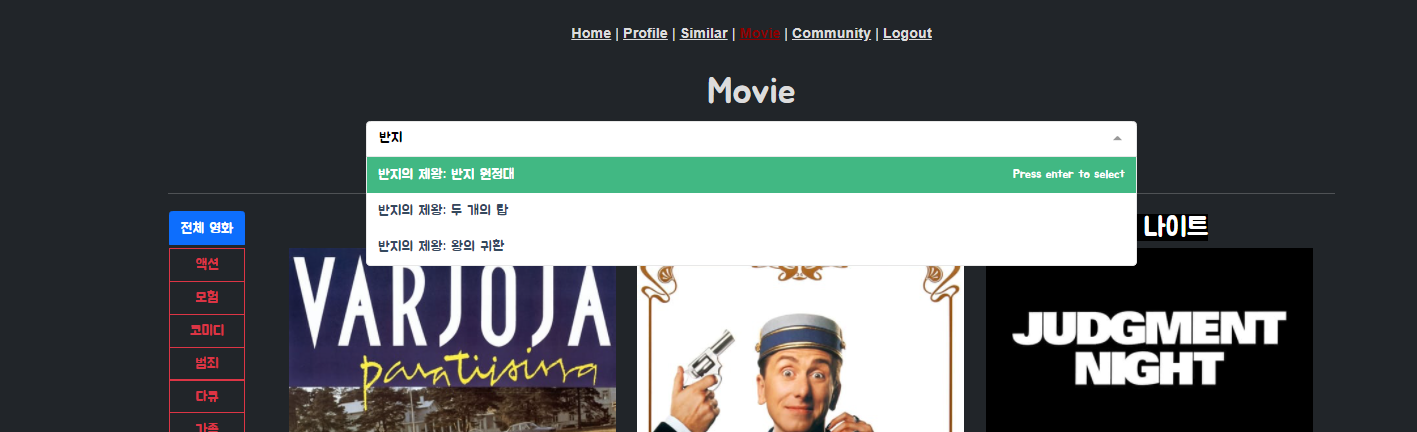 Home | Profile | Similar | Movie | Community | Logout
Movie
반지
반지의 제왕: 반지 원정대 Press enter to select
반지의 제왕: 두 개의 탑
반지의 제왕: 왕의 귀환
전체 영화
나이트
액션
모험
코미디
범죄
다큐
가족
VARJOJA
paratiisissa
JUDGMENT
NIGHT